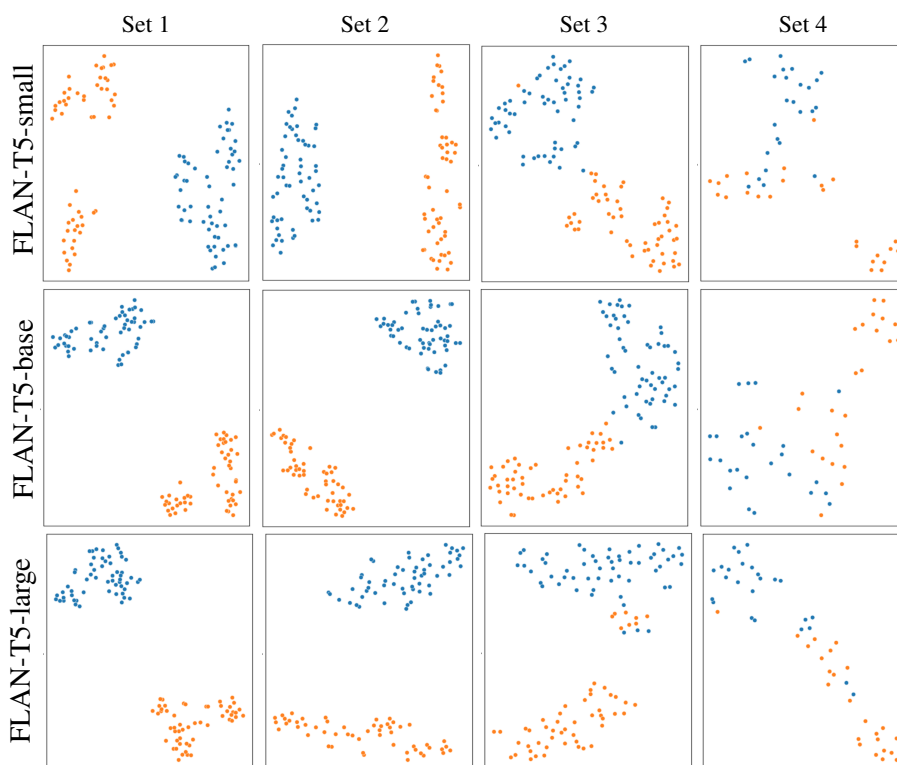 Set 1 Set 2 Set 3 Set 4
FLAN-T5-small
FLAN-T5-base
FLAN-T5-large